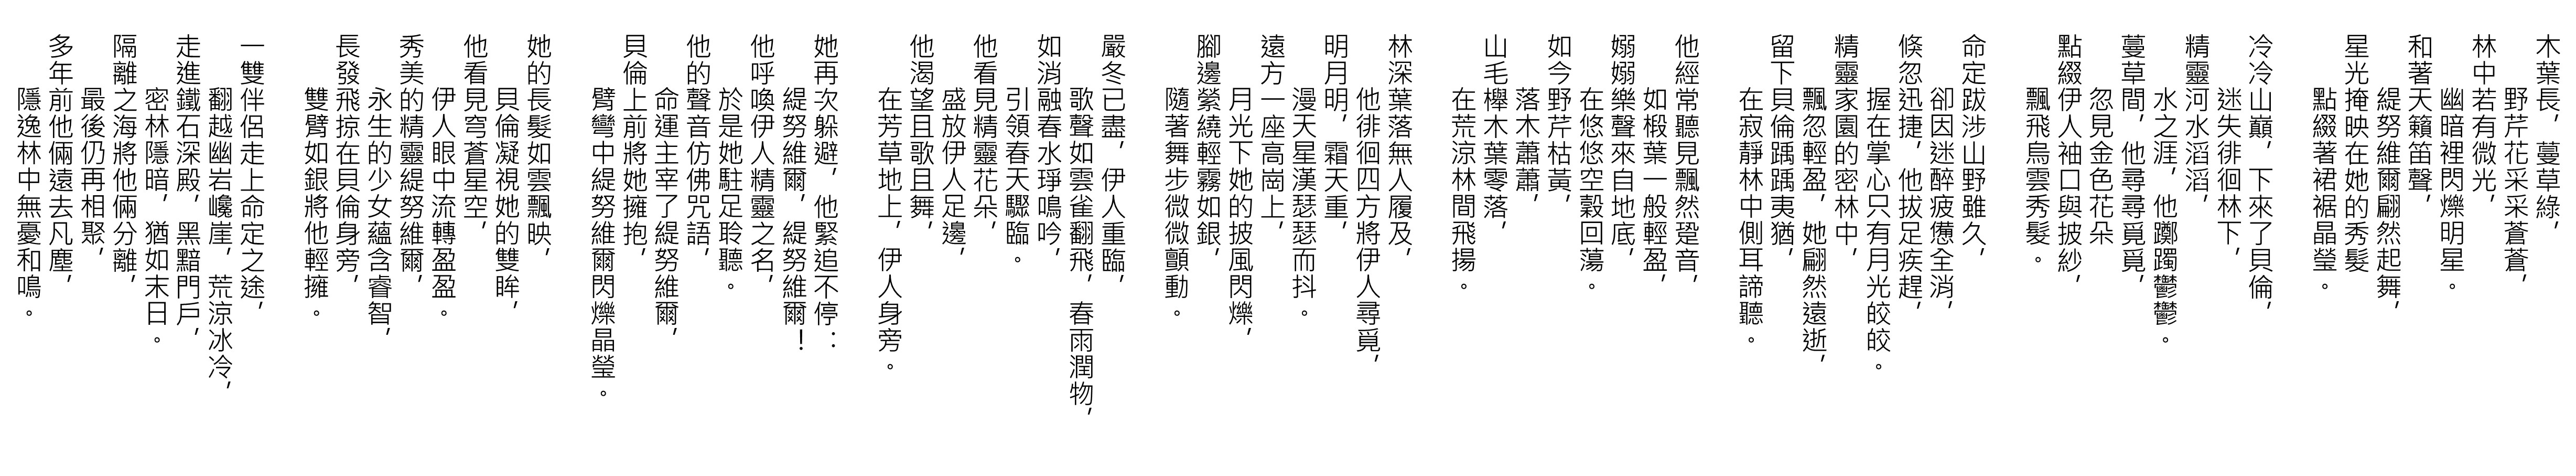 木葉長，蔓草綠，
野芹花采采蒼蒼，
林中若有微光，
幽暗裡閃爍明星。
和著天籟笛聲，
緹努維爾翩然起舞，
星光掩映在她的秀髮
點綴著裙裾晶瑩。
冷冷山巔，下來了貝倫，
迷失徘徊林下，
精靈河水滔滔，
水之涯，他躑躅鬱鬱。
蔓草間，他尋尋覓覓，
忽見金色花朵
點綴伊人袖口與披紗，
飄飛烏雲秀髮。
命定跋涉山野雖久，
卻因迷醉疲憊全消，
倏忽迅捷，他拔足疾趕，
握在掌心只有月光皎皎。
精靈家園的密林中，
飄忽輕盈，她翩然遠逝，
留下貝倫踽踽夷猶，
在寂靜林中側耳諦聽。
他經常聽見飄然跫音，
如椴葉一般輕盈，
嫋嫋樂聲來自地底，
在悠悠空穀回蕩。
如今野芹枯黃，
落木蕭蕭，
山毛櫸木葉零落，
在荒涼林間飛揚。
林深葉落無人履及，
他徘徊四方將伊人尋覓，
明月明，霜天重，
漫天星漢瑟瑟而抖。
遠方一座高崗上，
月光下她的披風閃爍，
腳邊縈繞輕霧如銀，
隨著舞步微微顫動。
嚴冬已盡，伊人重臨，
歌聲如雲雀翻飛，春雨潤物，
如消融春水琤鳴吟，
引領春天驟臨。
他看見精靈花朵，
盛放伊人足邊，
他渴望且歌且舞，
在芳草地上，伊人身旁。
她再次躲避，他緊追不停：
緹努維爾，緹努維爾！
他呼喚伊人精靈之名，
於是她駐足聆聽。
他的聲音仿佛咒語，
命運主宰了緹努維爾，
貝倫上前將她擁抱，
臂彎中緹努維爾閃爍晶瑩。
她的長髮如雲飄映，
貝倫凝視她的雙眸，
他看見穹蒼星空，
伊人眼中流轉盈盈。
秀美的精靈緹努維爾，
永生的少女蘊含睿智，
長發飛掠在貝倫身旁，
雙臂如銀將他輕擁。
一雙伴侶走上命定之途，
翻越幽岩巉崖，荒涼冰冷，
走進鐵石深殿，黑黯門戶，
密林隱暗，猶如末日。
隔離之海將他倆分離，
最後仍再相聚，
多年前他倆遠去凡塵，
隱逸林中無憂和鳴。